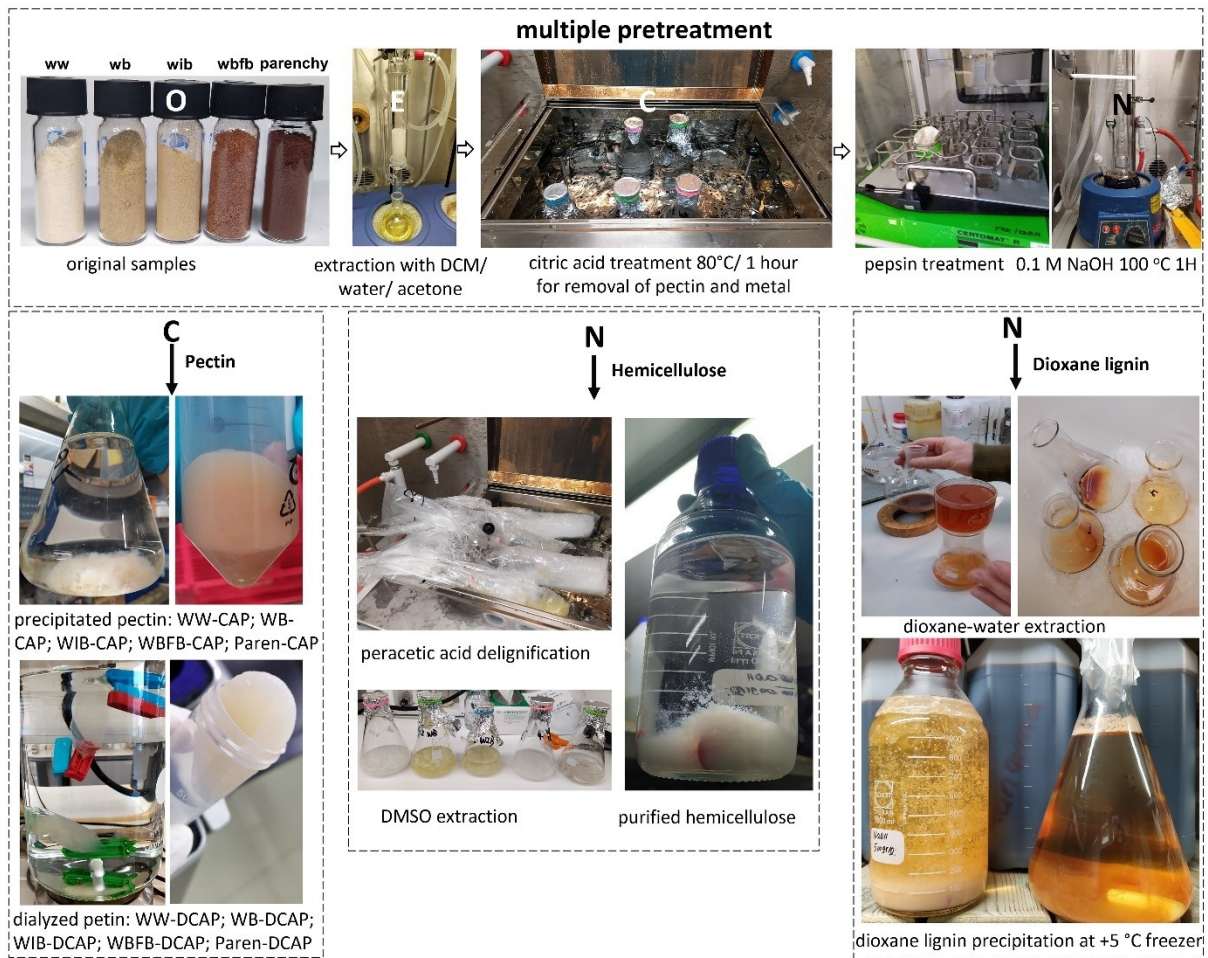 multiple pretreatment
ww wb wib wbfb parenchy
O
E
C
N
CERTOMAT R
original samples
extraction with DCM/
water/ acetone
citric acid treatment 80°C/ 1 hour
for removal of pectin and metal
pepsin treatment 0.1 M NaOH 100 °C 1H
C
Pectin
PP
precipitated pectin: WW-CAP; WB-
CAP; WIB-CAP; WBFB-CAP; Paren-CAP
dialyzed petin: WW-DCAP; WB-DCAP;
WIB-DCAP; WBFB-DCAP; Paren-DCAP
N
Hemicellulose
peracetic acid delignification
DMSO extraction
purified hemicellulose
N
Dioxane lignin
dioxane-water extraction
dioxane lignin precipitation at +5 °C freezer